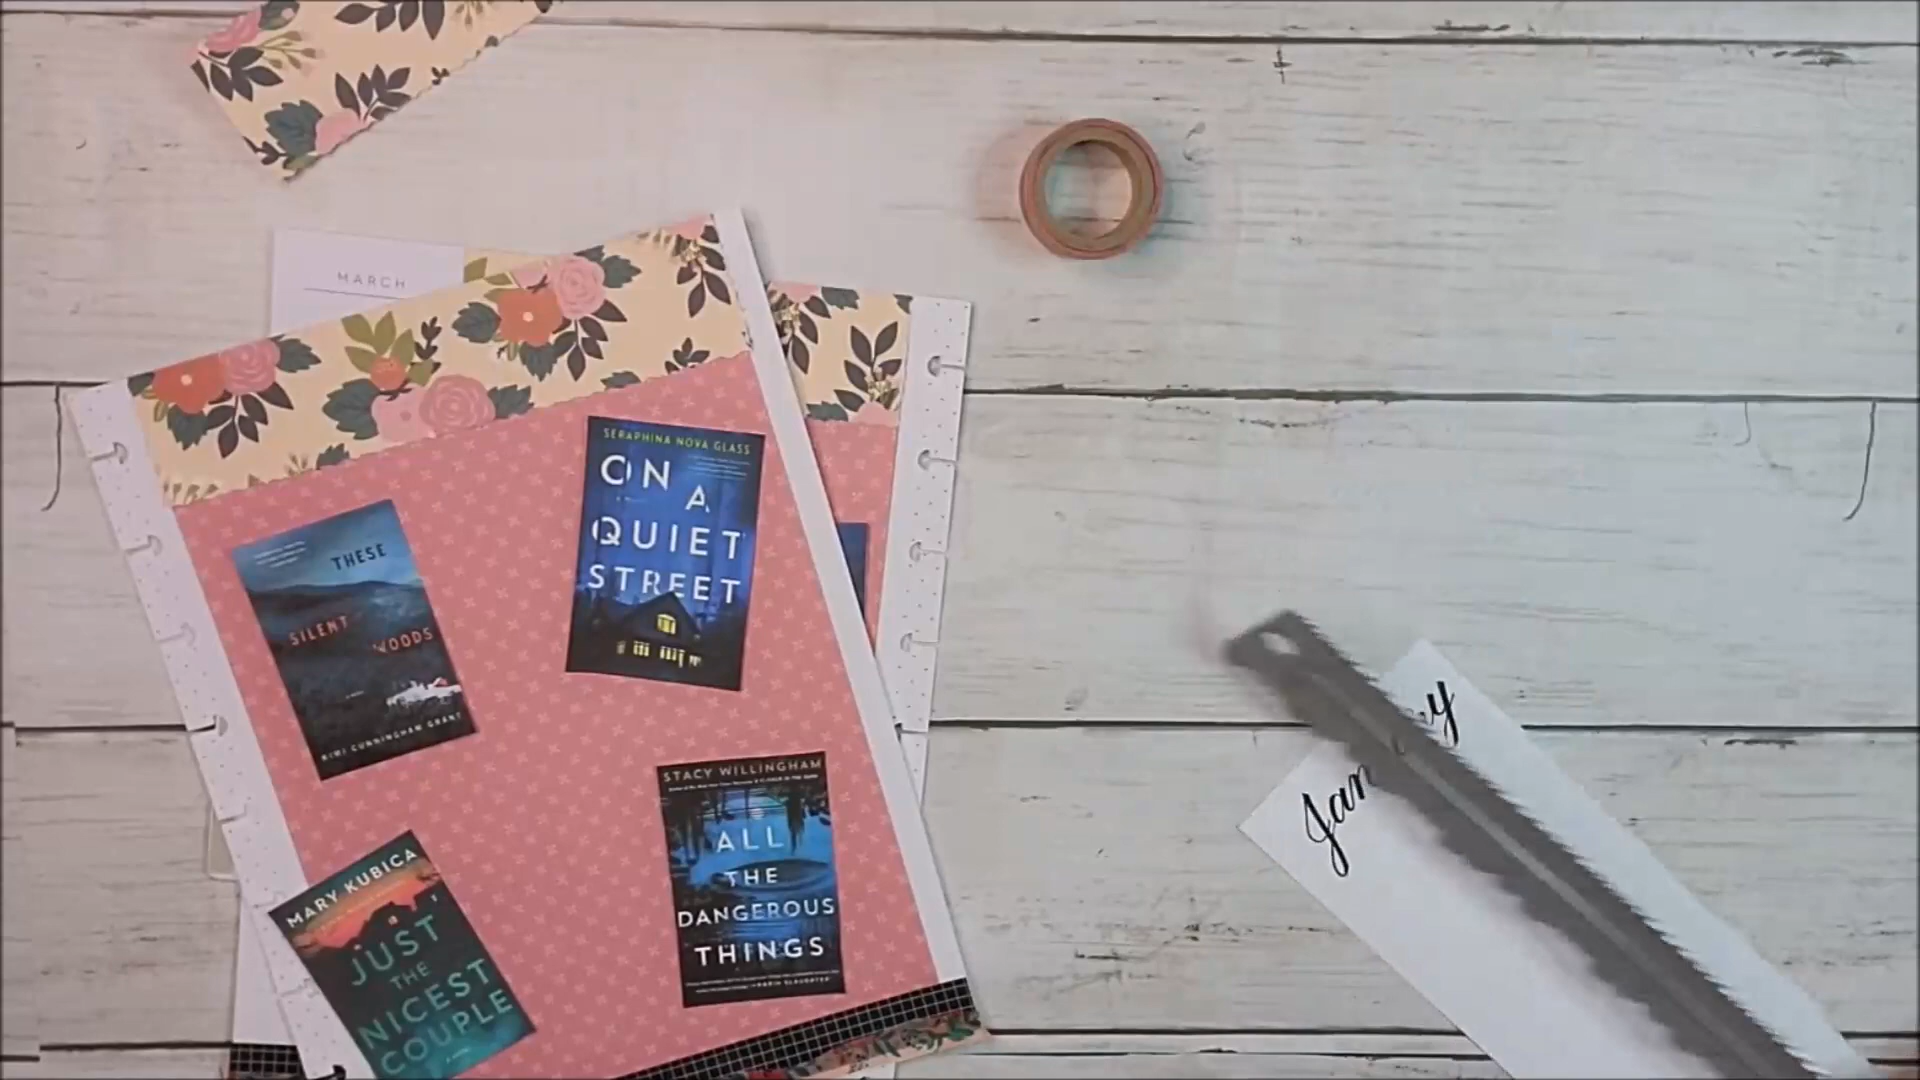 MARCH
SERAPHINA NOVA GLASS
ON
A
QUIET
STREET
THESE
SILENT
WOODS
KIMI CUNNINGHAM GRANT
STACY WILLINGHAM
ALL
THE
DANGEROUS
THINGS
MARY KUBICA
JUST
THE
NICEST
COUPLE